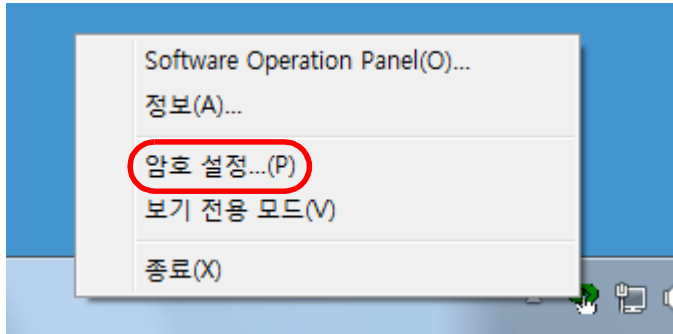 Software Operation Panel(O)...
정보(A)...
암호 설정...(P)
보기 전용 모드(V)
종료(X)